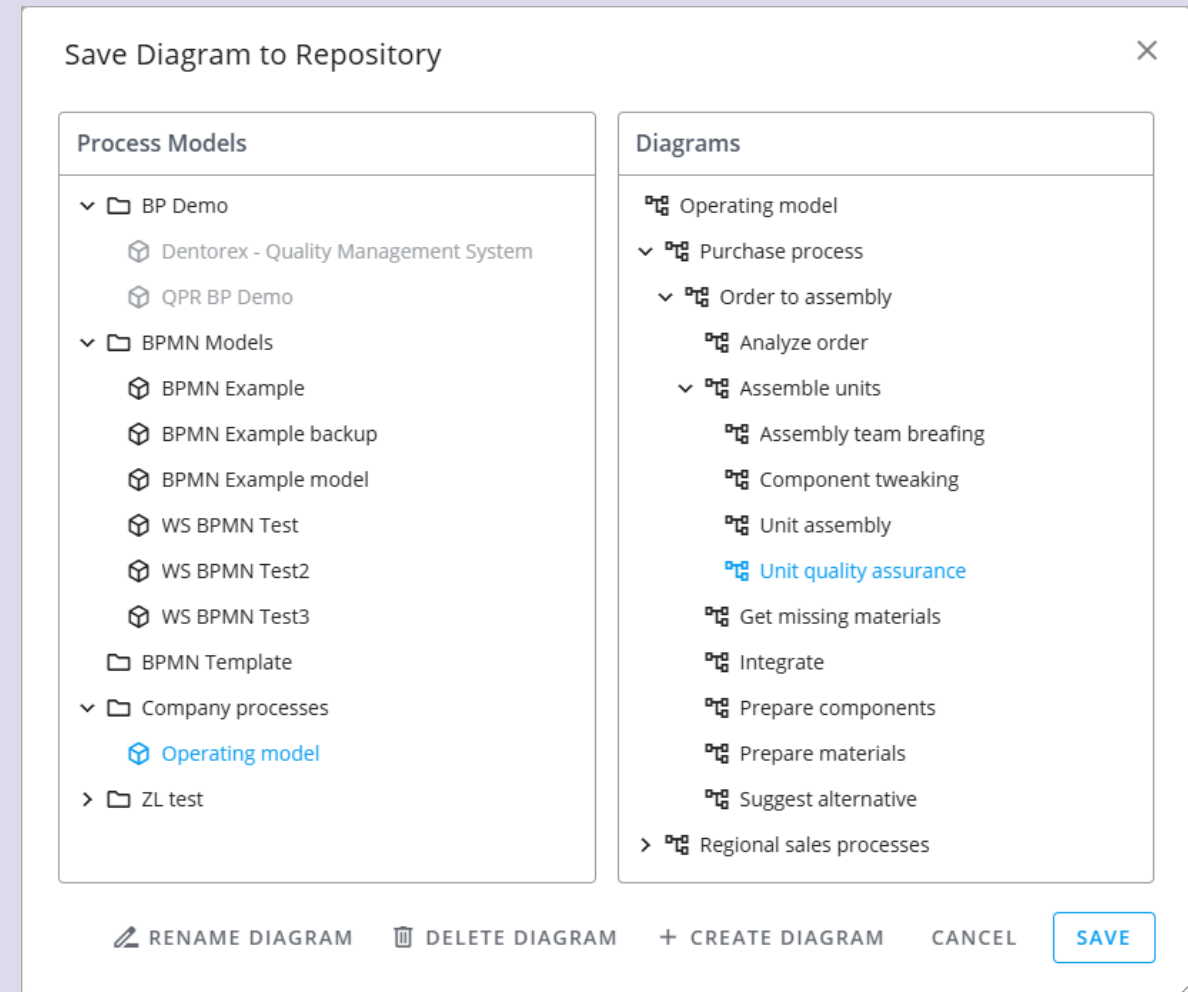 Save Diagram to Repository
Process Models
BP Demo
Dentorex - Quality Management System
QPR BP Demo
BPMN Models
BPMN Example
BPMN Example backup
BPMN Example model
WS BPMN Test
WS BPMN Test2
WS BPMN Test3
BPMN Template
Company processes
Operating model
ZL test
Diagrams
Operating model
Purchase process
Order to assembly
Analyze order
Assemble units
Assembly team breafing
Component tweaking
Unit assembly
Unit quality assurance
Get missing materials
Integrate
Prepare components
Prepare materials
Suggest alternative
Regional sales processes
RENAME DIAGRAM DELETE DIAGRAM + CREATE DIAGRAM CANCEL SAVE